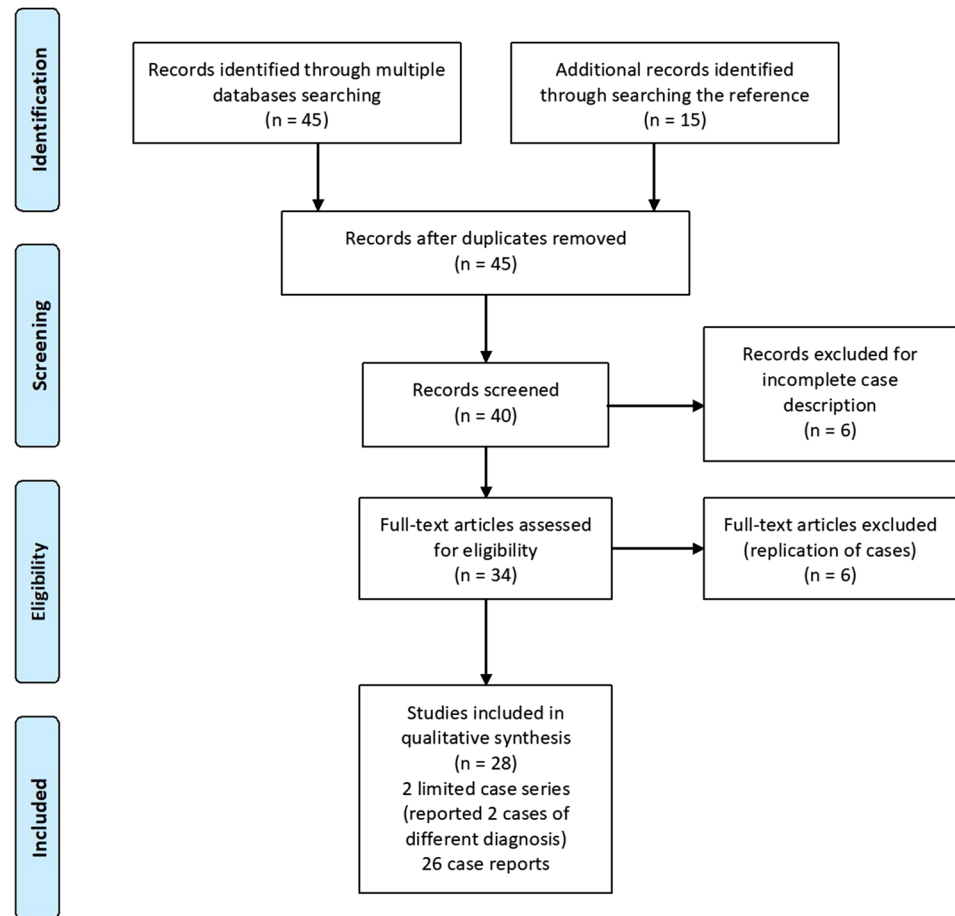 Identification
Records identified through multiple
databases searching
(n = 45)
Additional records identified
through searching the reference
(n = 15)
Records after duplicates removed
(n = 45)
Screening
Records screened
(n = 40)
Records excluded for
incomplete case
description
(n = 6)
Eligibility
Full-text articles assessed
for eligibility
(n = 34)
Full-text articles excluded
(replication of cases)
(n = 6)
Included
Studies included in
qualitative synthesis
(n = 28)
2 limited case series
(reported 2 cases of
different diagnosis)
26 case reports